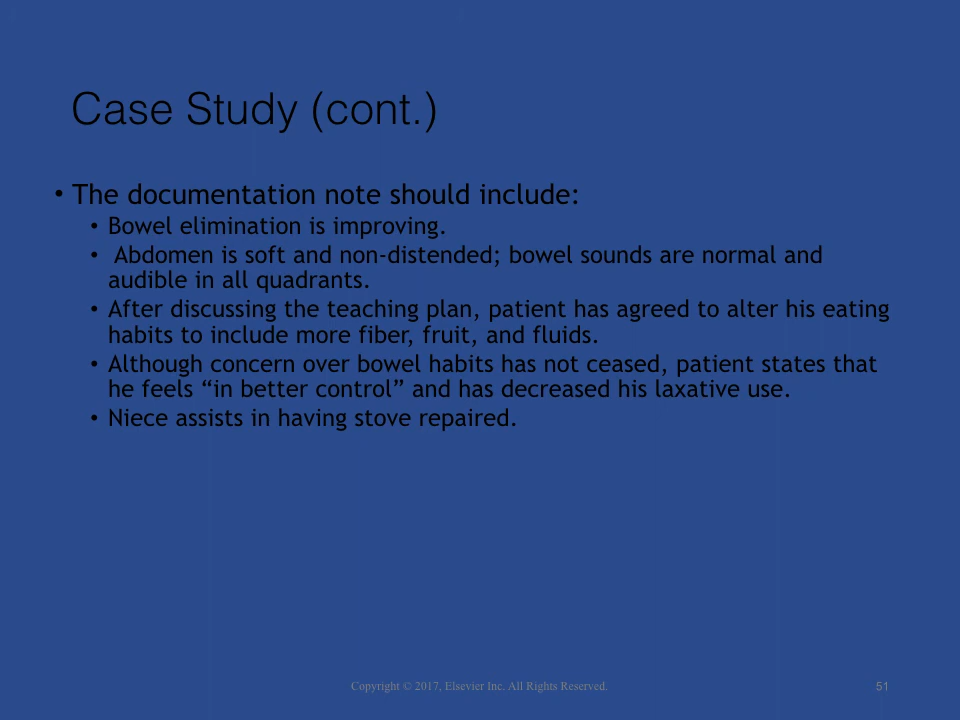 Case Study (cont.)
• The documentation note should include:
• Bowel elimination is improving.
• Abdomen is soft and non-distended; bowel sounds are normal and
audible in all quadrants.
• After discussing the teaching plan, patient has agreed to alter his eating
habits to include more fiber, fruit, and fluids.
• Although concern over bowel habits has not ceased, patient states that
he feels “in better control” and has decreased his laxative use.
• Niece assists in having stove repaired.
Copyright © 2017, Elsevier Inc. All Rights Reserved.
51